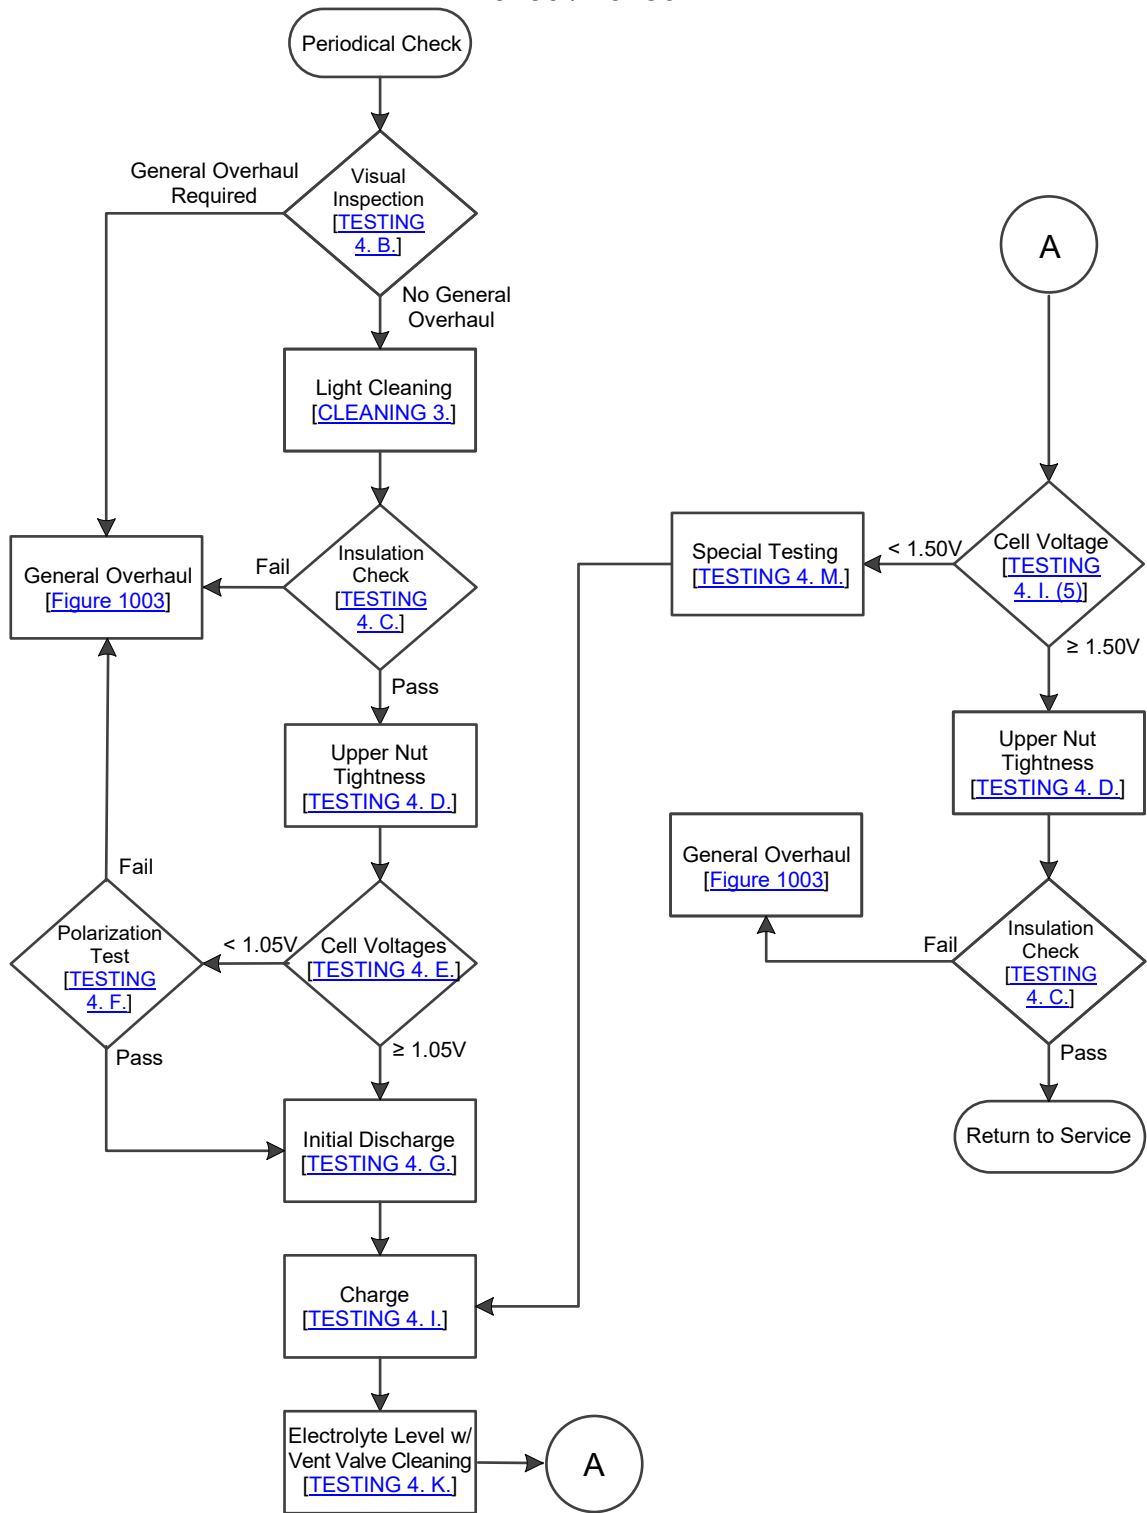 Periodical Check
General Overhaul
Required
Visual
Inspection
[TESTING
4. B.]
No General
Overhaul
Light Cleaning
[CLEANING 3.]
Insulation
Check
[TESTING
4. C.]
Fail
General Overhaul
[Figure 1003]
Pass
Upper Nut
Tightness
[TESTING 4. D.]
Cell Voltages
[TESTING 4. E.]
< 1.05V
Polarization
Test
[TESTING
4. F.]
Fail
Pass
≥ 1.05V
Initial Discharge
[TESTING 4. G.]
Charge
[TESTING 4. I.]
Electrolyte Level w/
Vent Valve Cleaning
[TESTING 4. K.]
A
A
Cell Voltage
[TESTING
4. I. (5)]
< 1.50V
Special Testing
[TESTING 4. M.]
≥ 1.50V
Upper Nut
Tightness
[TESTING 4. D.]
Insulation
Check
[TESTING
4. C.]
Fail
General Overhaul
[Figure 1003]
Pass
Return to Service